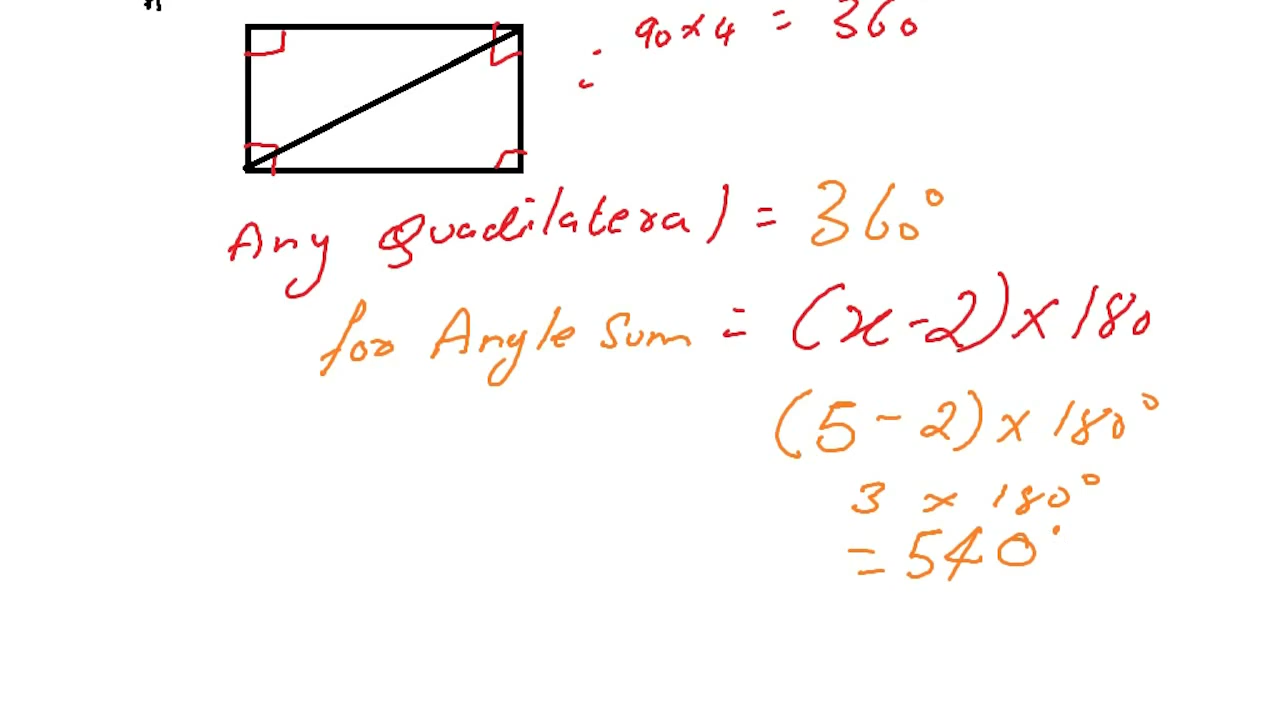 90 x 4 = 360
Any Quadilateral = 360°
for Angle Sum = (x-2) x 180
(5 - 2) x 180°
3 x 180°
= 540°